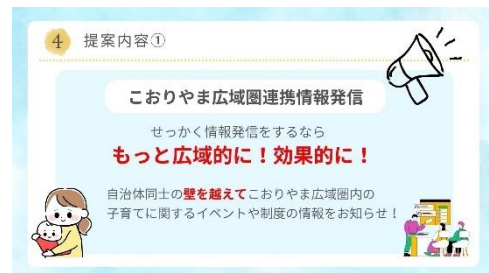 4 提案内容①
こおりやま広域圏連携情報発信
せっかく情報発信をするなら
もっと広域的に！効果的に！
自治体同士の壁を越えてこおりやま広域圏内の
子育てに関するイベントや制度の情報をお知らせ！